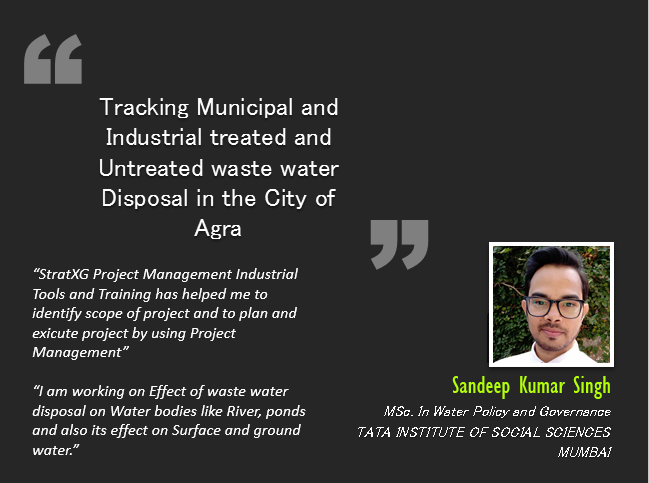 Tracking Municipal and
Industrial treated and
Untreated waste water
Disposal in the City of
Agra
“StratXG Project Management Industrial
Tools and Training has helped me to
identify scope of project and to plan and
exicute project by using Project
Management”
“I am working on Effect of waste water
disposal on Water bodies like River, ponds
and also its effect on Surface and ground
water.”
Sandeep Kumar Singh
MSc. In Water Policy and Governance
TATA INSTITUTE OF SOCIAL SCIENCES
MUMBAI